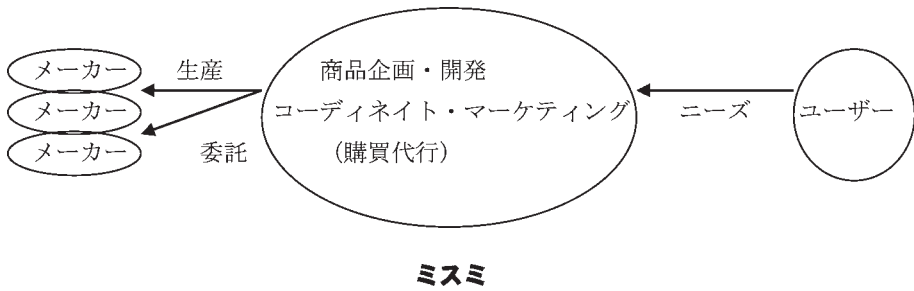 メーカー
メーカー
メーカー
生産
委託
商品企画・開発
コーディネイト・マーケティング
（購買代行）
ニーズ
ユーザー
ミスミ